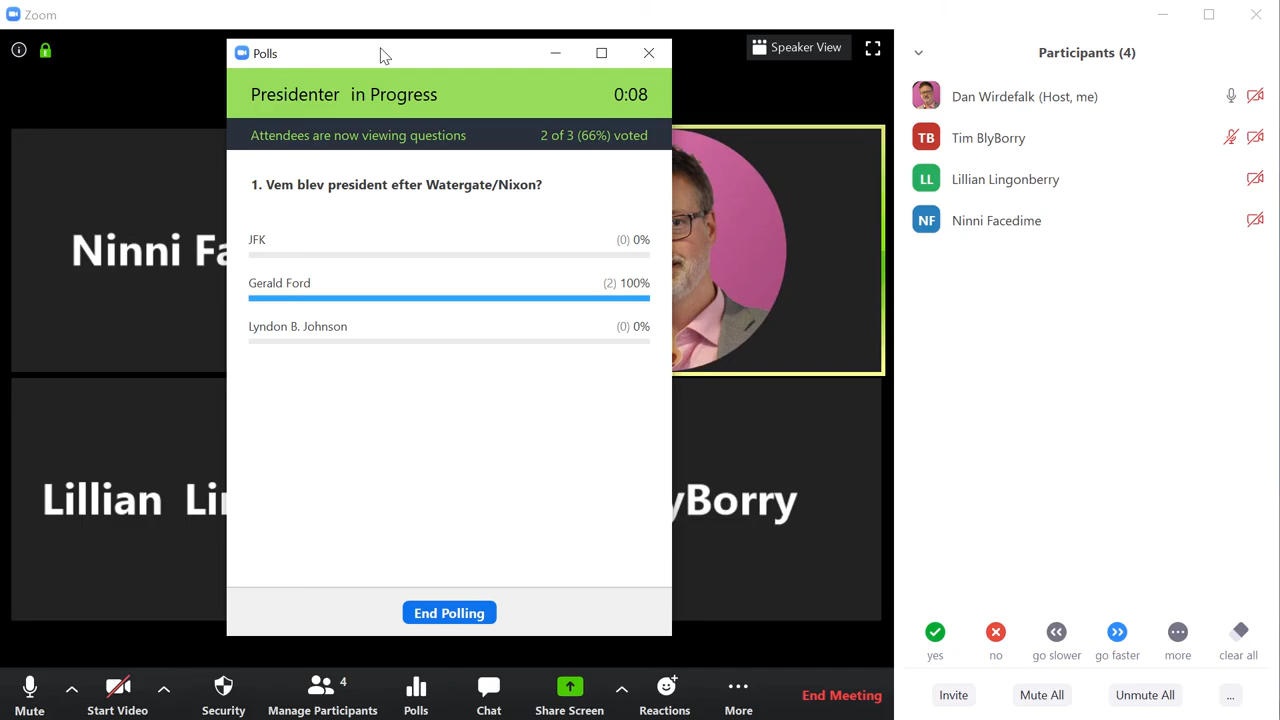 Zoom
Polls
Presidenter in Progress 0:08
Attendees are now viewing questions 2 of 3 (66%) voted
1. Vem blev president efter Watergate/Nixon?
JFK (0) 0%
Gerald Ford (2) 100%
Lyndon B. Johnson (0) 0%
End Polling
Speaker View
Ninni Fa
Lillian Li
yBorry
Mute
Start Video
Security
4
Manage Participants
Polls
Chat
Share Screen
Reactions
More
End Meeting
Participants (4)
Dan Wirdefalk (Host, me)
TB Tim BlyBorry
LL Lillian Lingonberry
NF Ninni Facedime
yes
no
go slower
go faster
more
clear all
Invite
Mute All
Unmute All
...